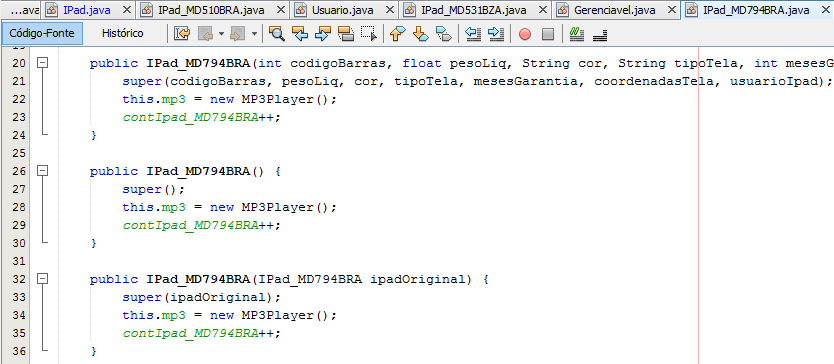 ...ava IPad.java IPad_MD510BRA.java Usuario.java IPad_MD531BZA.java Gerenciavel.java IPad_MD794BRA.java
Código-Fonte Histórico
20 public IPad_MD794BRA(int codigoBarras, float pesoLiq, String cor, String tipoTela, int mesesG
21 super(codigoBarras, pesoLiq, cor, tipoTela, mesesGarantia, coordenadasTela, usuarioIpad);
22 this.mp3 = new MP3Player();
23 contIpad_MD794BRA++;
24 }
25
26 public IPad_MD794BRA() {
27 super();
28 this.mp3 = new MP3Player();
29 contIpad_MD794BRA++;
30 }
31
32 public IPad_MD794BRA(IPad_MD794BRA ipadOriginal) {
33 super(ipadOriginal);
34 this.mp3 = new MP3Player();
35 contIpad_MD794BRA++;
36 }